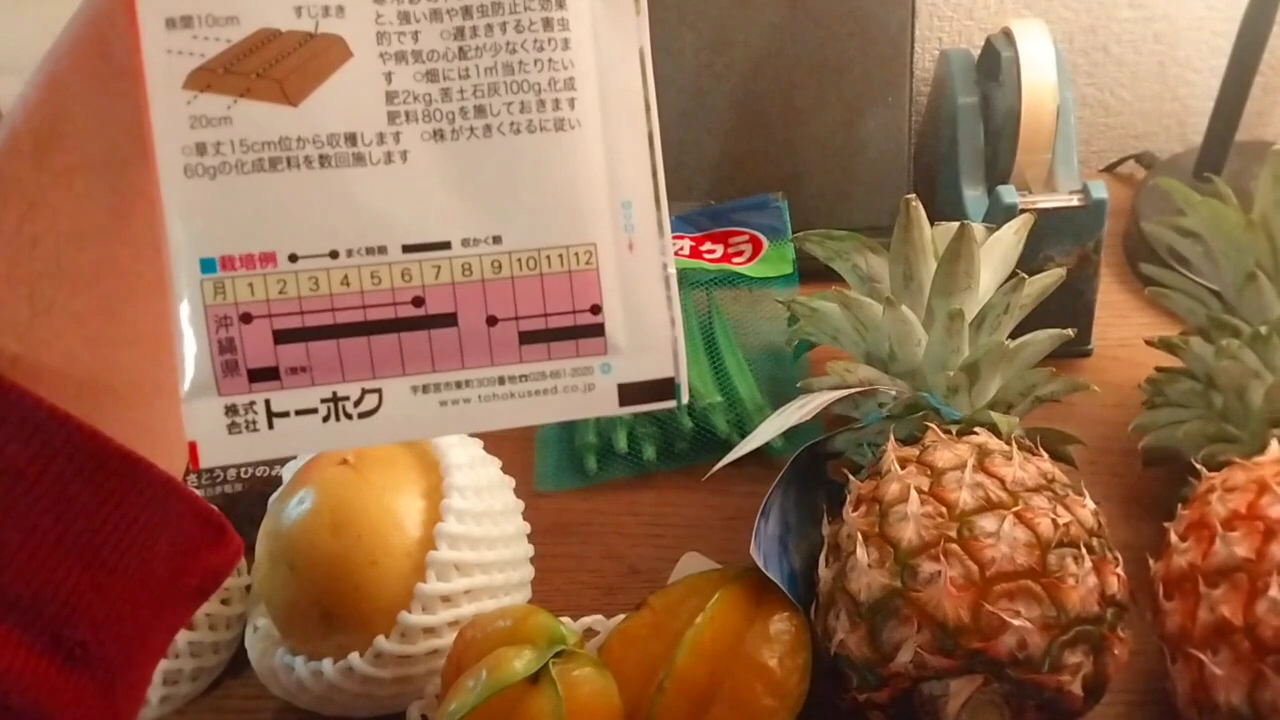 株間10cm
すじまき
20cm
と、強い雨や害虫防止に効果
的です ○遅まきすると害虫
や病気の心配が少なくなりま
す ○畑には1㎡当たりたい
肥2kg、苦土石灰100g、化成
肥料80gを施しておきます
○草丈15cm位から収穫します ○株が大きくなるに従い
60gの化成肥料を数回施します
■栽培例 まく時期 収かく期
月 1 2 3 4 5 6 7 8 9 10 11 12
沖縄県
株式会社トーホク
宇都宮市東町309番地☎028-661-2020
www.tohokuseed.co.jp
オクラ
さとうきびのみ